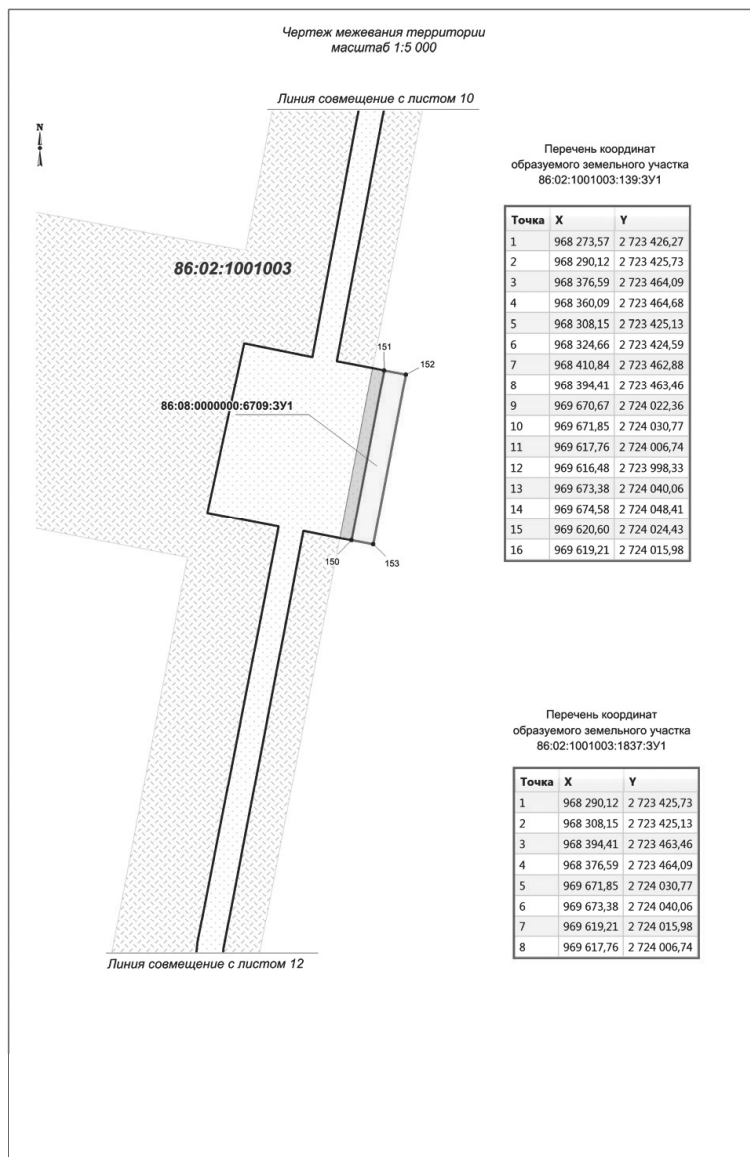 Чертеж межевания территории
масштаб 1:5 000
Линия совмещение с листом 10
N
86:02:1001003
151
152
86:08:0000000:6709:ЗУ1
150
153
Линия совмещение с листом 12
Перечень координат
образуемого земельного участка
86:02:1001003:139:ЗУ1
Точка X Y
1 968 273,57 2 723 426,27
2 968 290,12 2 723 425,73
3 968 376,59 2 723 464,09
4 968 360,09 2 723 464,68
5 968 308,15 2 723 425,13
6 968 324,66 2 723 424,59
7 968 410,84 2 723 462,88
8 968 394,41 2 723 463,46
9 969 670,67 2 724 022,36
10 969 671,85 2 724 030,77
11 969 617,76 2 724 006,74
12 969 616,48 2 723 998,33
13 969 673,38 2 724 040,06
14 969 674,58 2 724 048,41
15 969 620,60 2 724 024,43
16 969 619,21 2 724 015,98
Перечень координат
образуемого земельного участка
86:02:1001003:1837:ЗУ1
Точка X Y
1 968 290,12 2 723 425,73
2 968 308,15 2 723 425,13
3 968 394,41 2 723 463,46
4 968 376,59 2 723 464,09
5 969 671,85 2 724 030,77
6 969 673,38 2 724 040,06
7 969 619,21 2 724 015,98
8 969 617,76 2 724 006,74